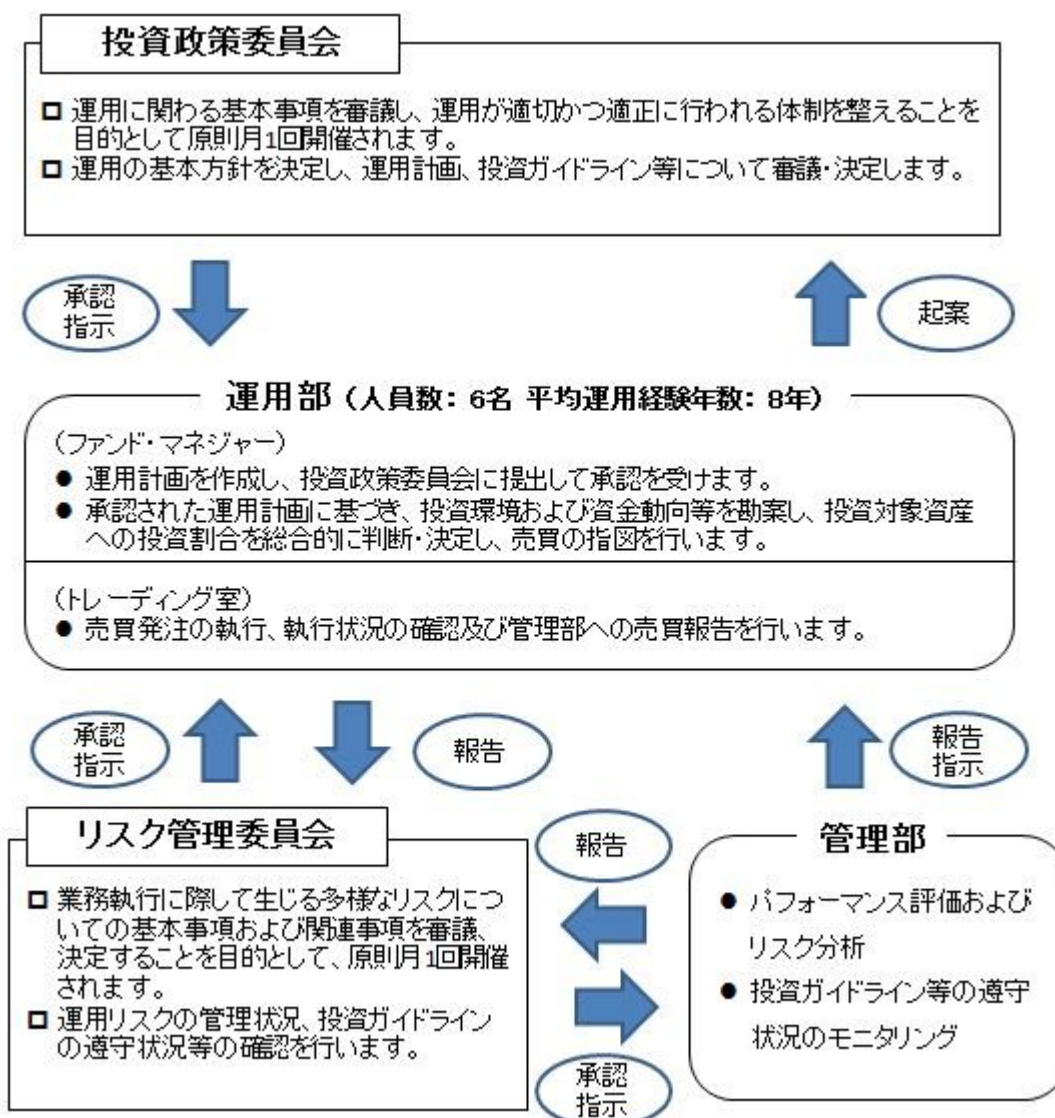 投資政策委員会
□ 運用に関わる基本事項を審議し、運用が適切かつ適正に行われる体制を整えることを
目的として原則月1回開催されます。
□ 運用の基本方針を決定し、運用計画、投資ガイドライン等について審議・決定します。
承認
指示
起案
運用部（人員数：6名 平均運用経験年数：8年）
（ファンド・マネジャー）
● 運用計画を作成し、投資政策委員会に提出して承認を受けます。
● 承認された運用計画に基づき、投資環境および資金動向等を勘案し、投資対象資産
への投資割合を総合的に判断・決定し、売買の指図を行います。
（トレーディング室）
● 売買発注の執行、執行状況の確認及び管理部への売買報告を行います。
承認
指示
報告
報告
指示
リスク管理委員会
□ 業務執行に際して生じる多様なリスクにつ
いての基本事項および関連事項を審議、
決定することを目的として、原則月1回開催
されます。
□ 運用リスクの管理状況、投資ガイドライン
の遵守状況等の確認を行います。
報告
承認
指示
管理部
● パフォーマンス評価および
リスク分析
● 投資ガイドライン等の遵守
状況のモニタリング